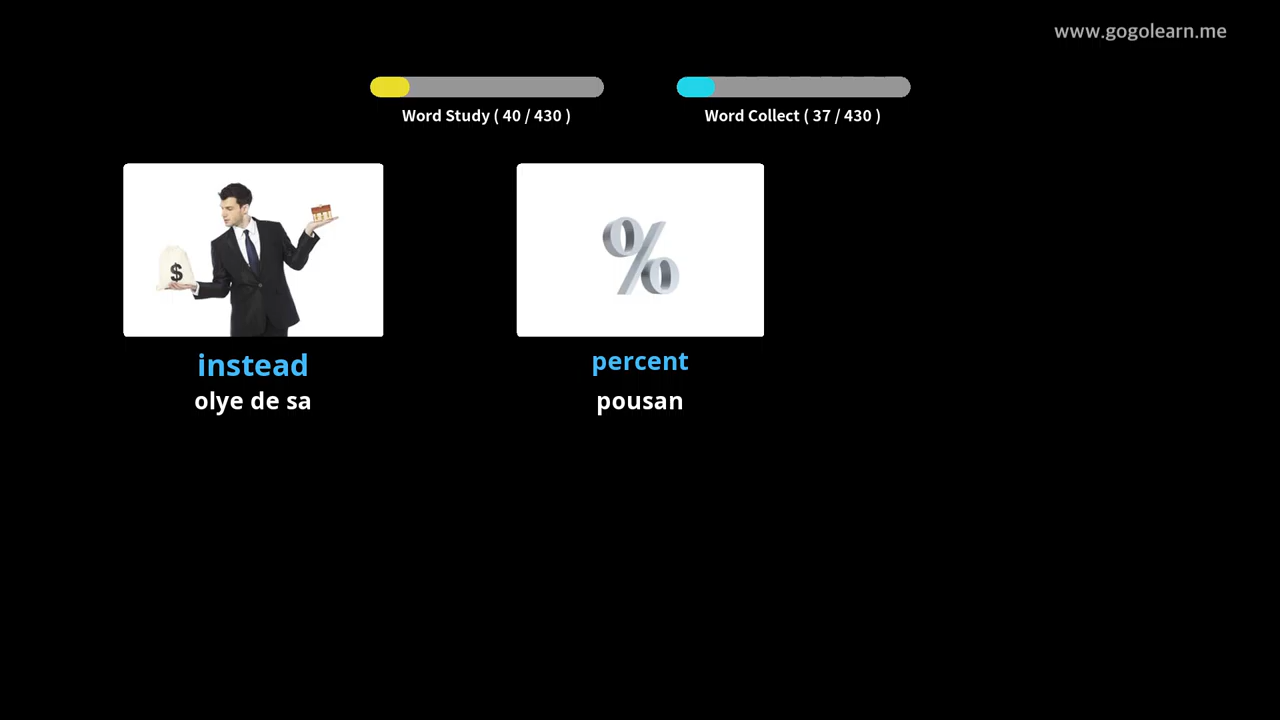 www.gogolearn.me
Word Study ( 40 / 430 )
Word Collect ( 37 / 430 )
$
%
instead
olye de sa
percent
pousan